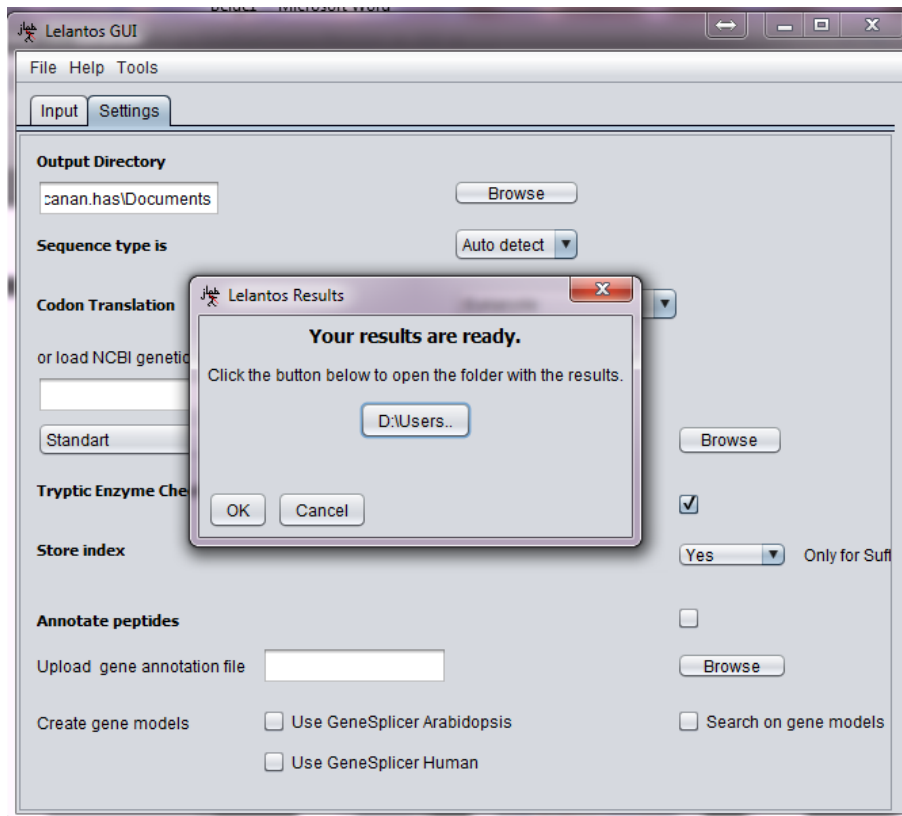 Microsoft Word
Lelantos GUI
File Help Tools
Input Settings
Output Directory
canan.has\Documents Browse
Sequence type is Auto detect
Codon Translation
or load NCBI genetic
Standart Browse
Tryptic Enzyme Che
Store index Yes Only for Suff
Annotate peptides
Upload gene annotation file Browse
Create gene models Use GeneSplicer Arabidopsis Search on gene models
Use GeneSplicer Human
Lelantos Results
Your results are ready.
Click the button below to open the folder with the results.
D:\Users..
OK Cancel